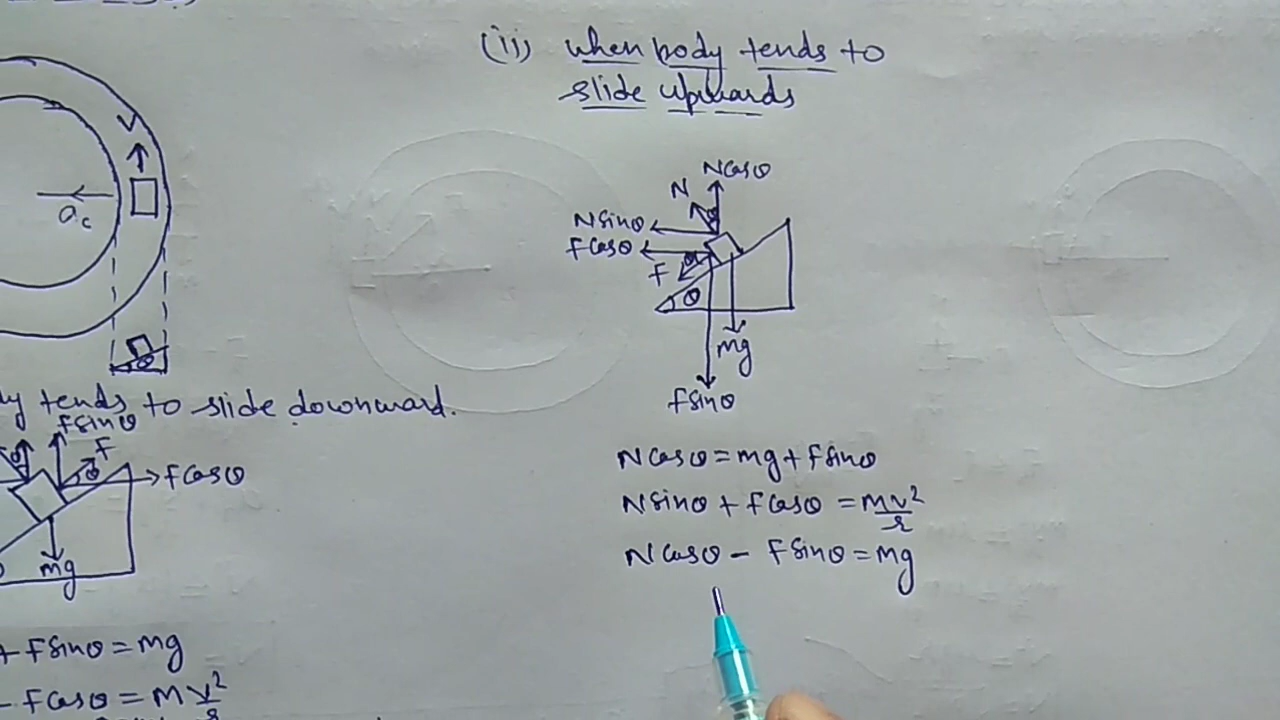 (ii) when body tends to
slide upwards
V
ac
Ncosθ
N
θ
Nsinθ
Fcosθ
θ
F
θ
mg
Fsinθ
tends to slide downward.
Fsinθ
θ
F
θ
Fcosθ
mg
Ncosθ = mg + Fsinθ
Nsinθ + Fcosθ = mv²/r
Ncosθ - Fsinθ = mg
+ Fsinθ = mg
- Fcosθ = mv²/r